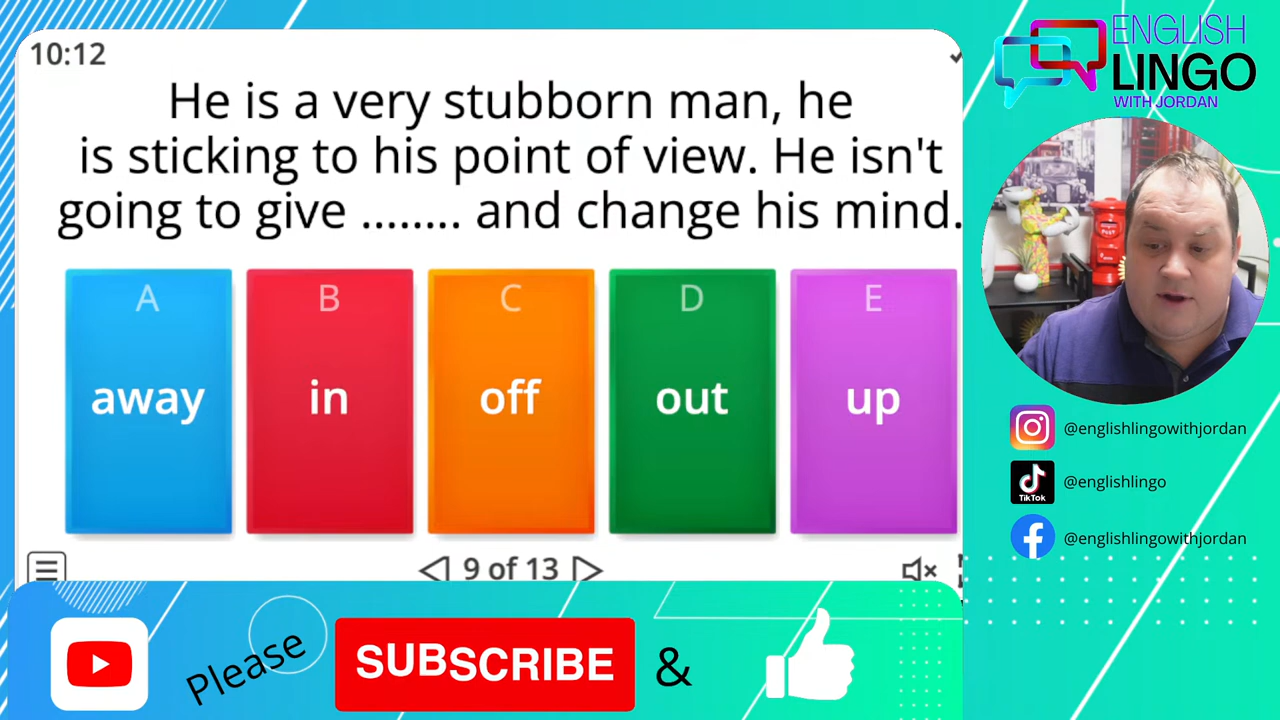 10:12
He is a very stubborn man, he
is sticking to his point of view. He isn't
going to give ........ and change his mind.
A
B
C
D
E
away
in
off
out
up
9 of 13
Please
SUBSCRIBE
&
ENGLISH
LINGO
WITH JORDAN
@englishlingowithjordan
TikTok
@englishlingo
@englishlingowithjordan